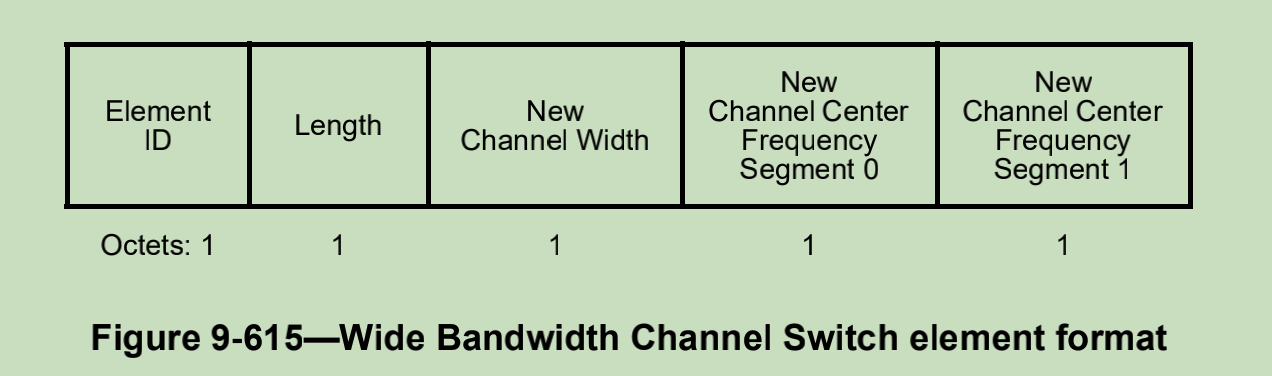 Element
ID
Length
New
Channel Width
New
Channel Center
Frequency
Segment 0
New
Channel Center
Frequency
Segment 1
Octets: 1
1
1
1
1
Figure 9-615—Wide Bandwidth Channel Switch element format